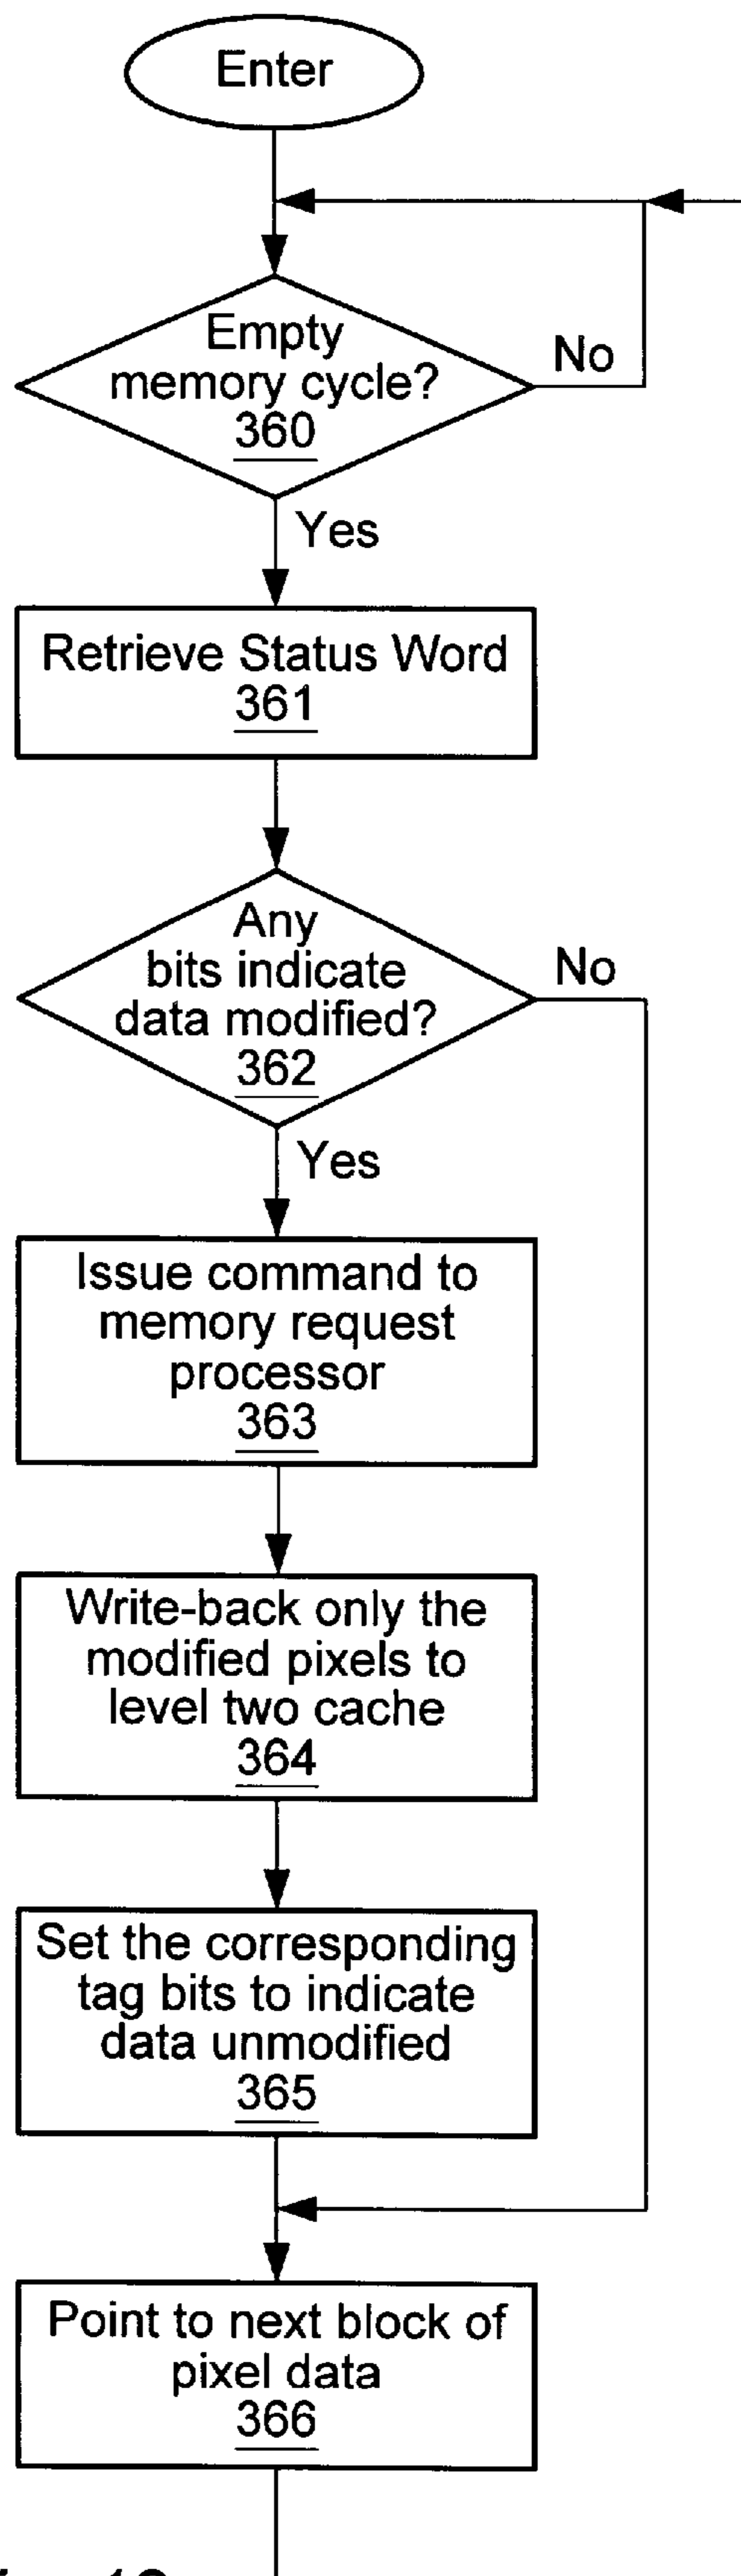 Enter
Empty
memory cycle?
360
No
Yes
Retrieve Status Word
361
Any
bits indicate
data modified?
362
No
Yes
Issue command to
memory request
processor
363
Write-back only the
modified pixels to
level two cache
364
Set the corresponding
tag bits to indicate
data unmodified
365
Point to next block of
pixel data
366